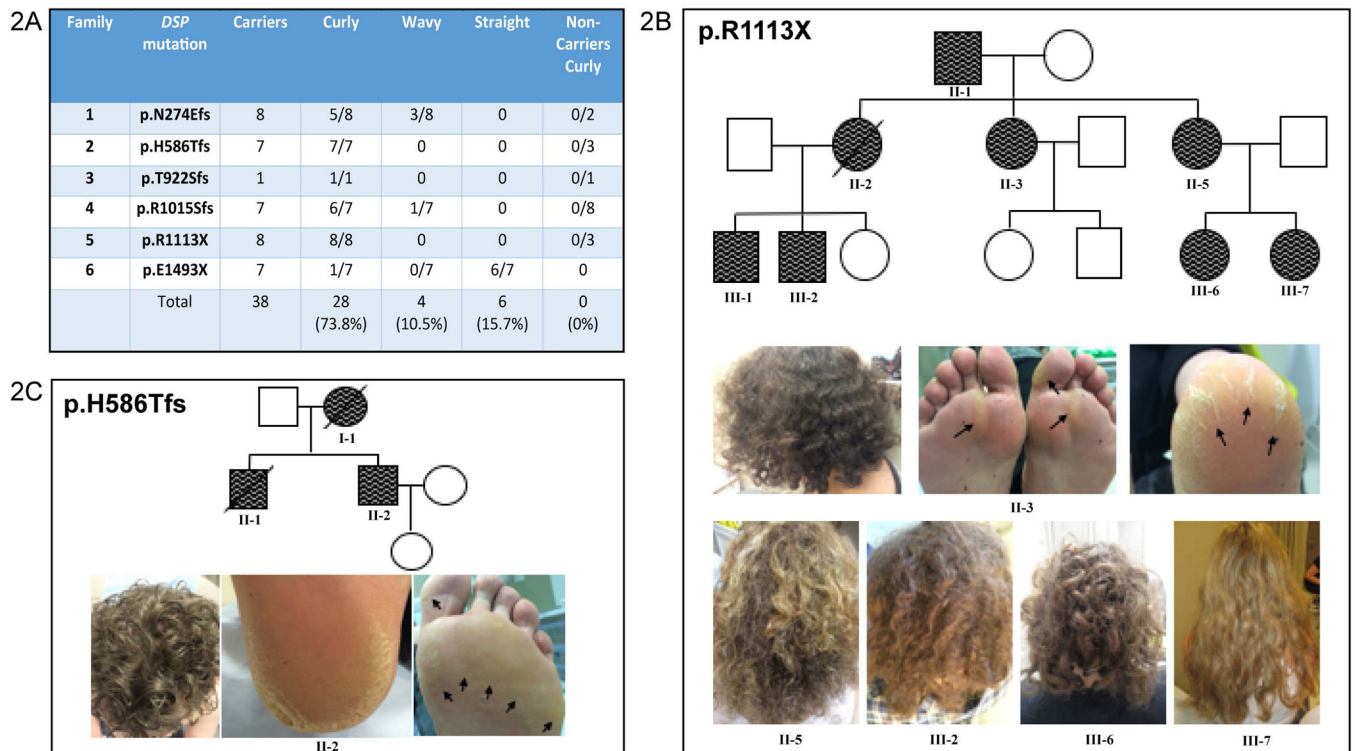 2A
Family DSP mutation Carriers Curly Wavy Straight Non-Carriers Curly
1 p.N274Efs 8 5/8 3/8 0 0/2
2 p.H586Tfs 7 7/7 0 0 0/3
3 p.T922Sfs 1 1/1 0 0 0/1
4 p.R1015Sfs 7 6/7 1/7 0 0/8
5 p.R1113X 8 8/8 0 0 0/3
6 p.E1493X 7 1/7 0/7 6/7 0
Total 38 28 4 6 0
(73.8%) (10.5%) (15.7%) (0%)
2B
p.R1113X
II-1
II-2 II-3 II-5
III-1 III-2 III-6 III-7
II-3
II-5 III-2 III-6 III-7
2C
p.H586Tfs
I-1
II-1 II-2
II-2